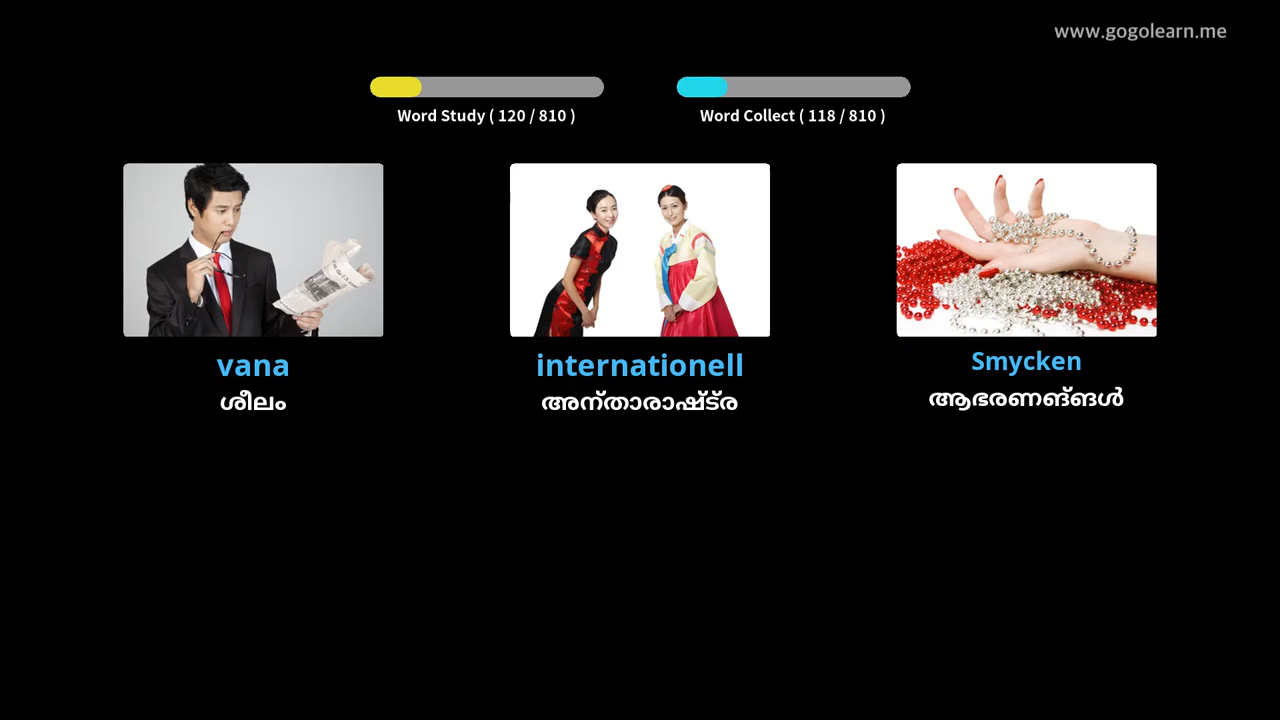 www.gogolearn.me
Word Study ( 120 / 810 )
Word Collect ( 118 / 810 )
vana
ശീലം
internationell
അന്താരാഷ്ട്ര
Smycken
ആഭരണങ്ങൾ